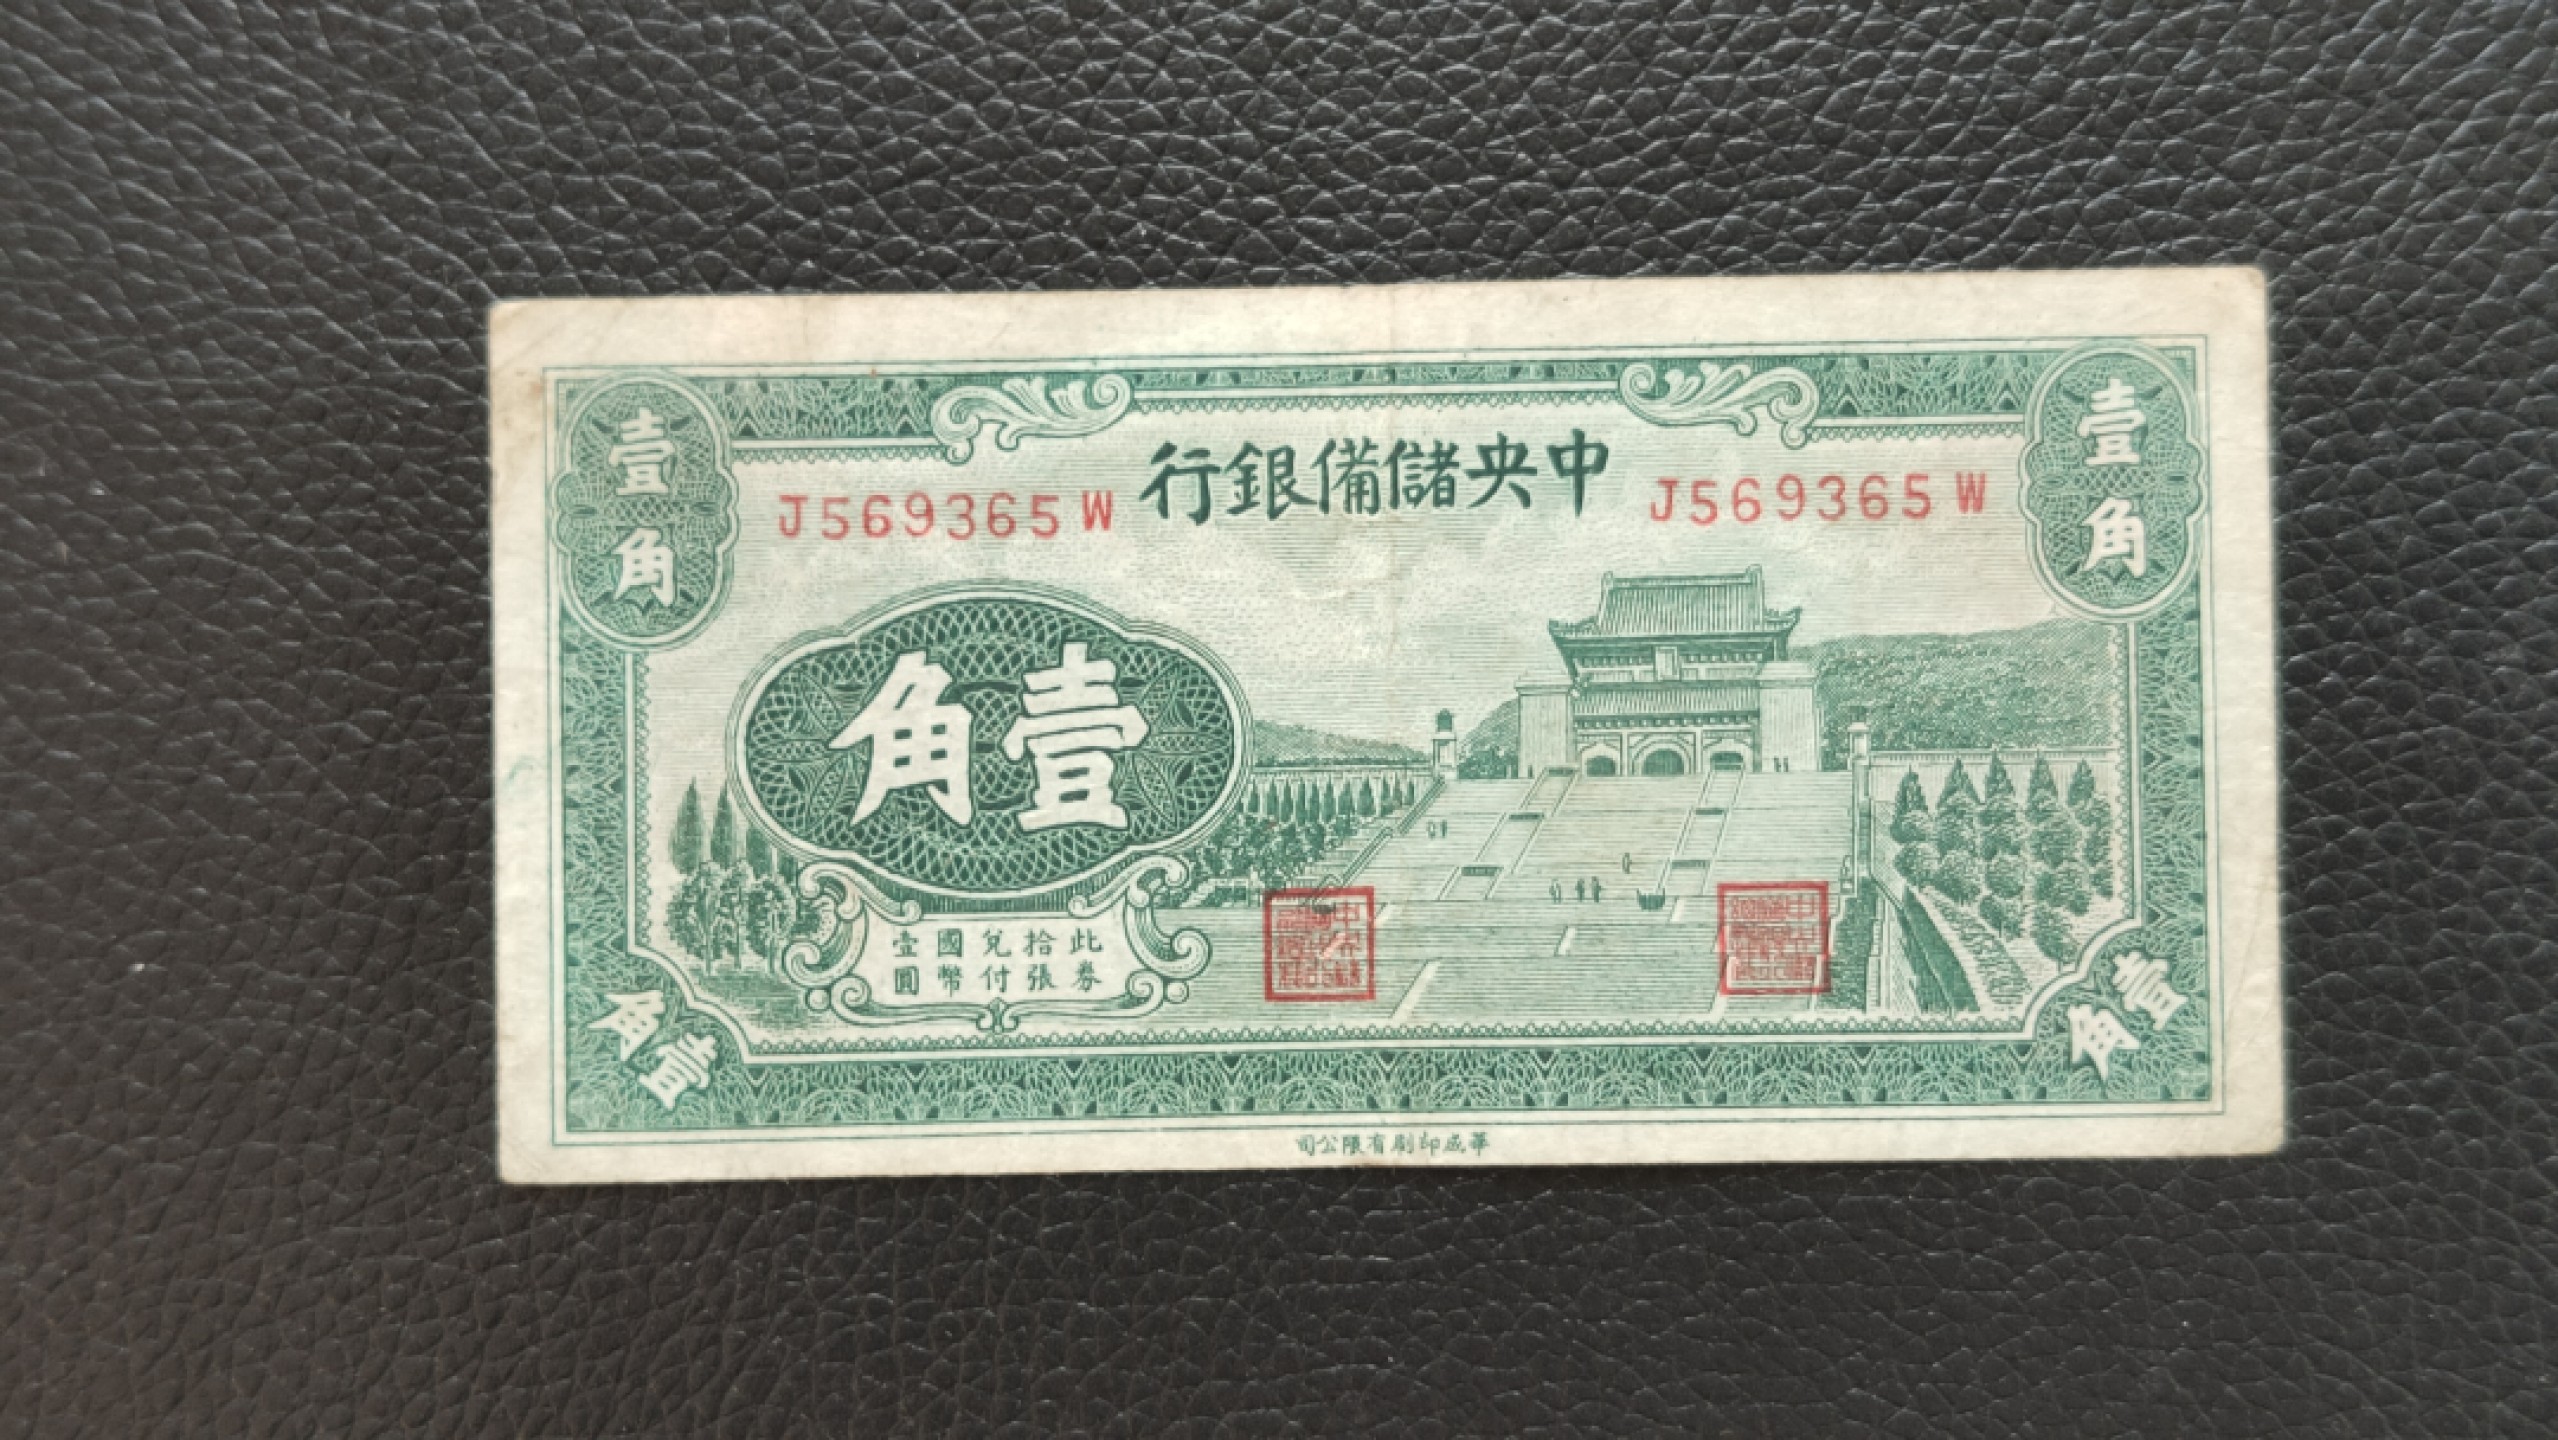 中央儲備銀行
J569365W
J569365W
壹角
壹角
壹角
此券拾張兌付國幣壹圓
壹角
壹角
華成印刷有限公司